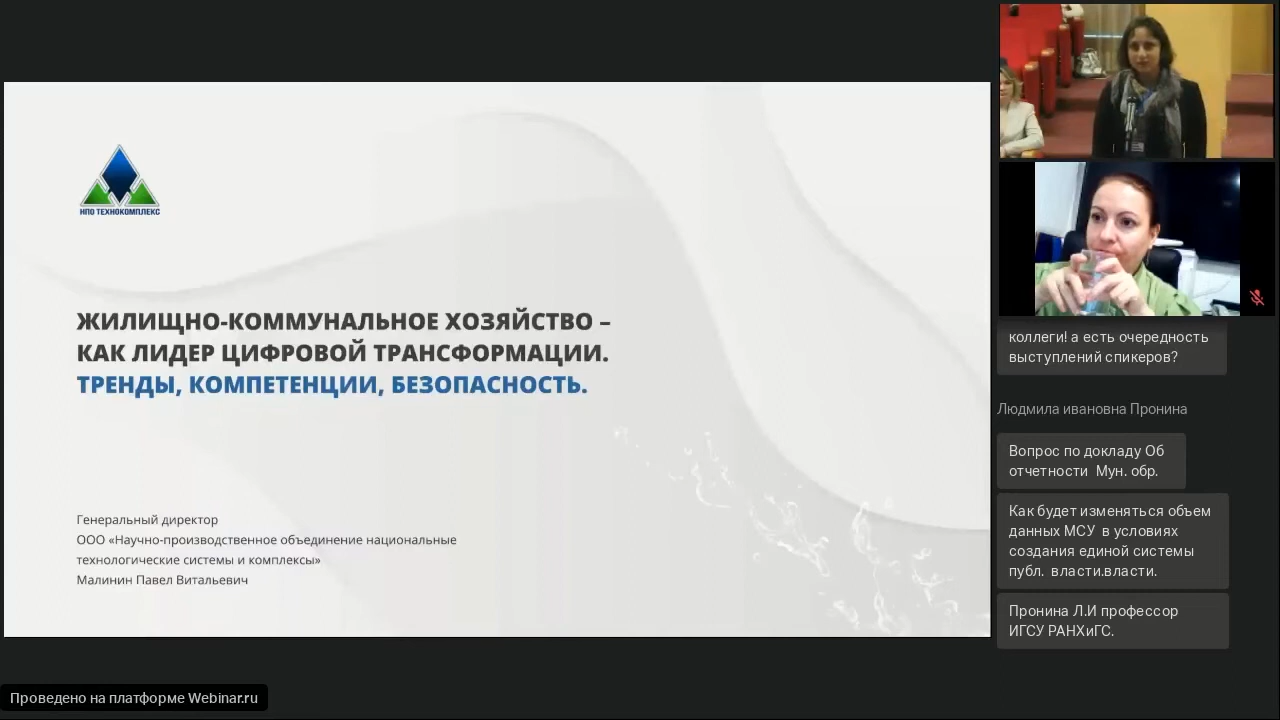 НПО ТЕХНОКОМПЛЕКС
ЖИЛИЩНО-КОММУНАЛЬНОЕ ХОЗЯЙСТВО –
КАК ЛИДЕР ЦИФРОВОЙ ТРАНСФОРМАЦИИ.
ТРЕНДЫ, КОМПЕТЕНЦИИ, БЕЗОПАСНОСТЬ.
Генеральный директор
ООО «Научно-производственное объединение национальные
технологические системы и комплексы»
Малинин Павел Витальевич
коллеги! а есть очередность
выступлений спикеров?
Людмила ивановна Пронина
Вопрос по докладу Об
отчетности Мун. обр.
Как будет изменяться объем
данных МСУ в условиях
создания единой системы
публ. власти.власти.
Пронина Л.И профессор
ИГСУ РАНХиГС.
Проведено на платформе Webinar.ru